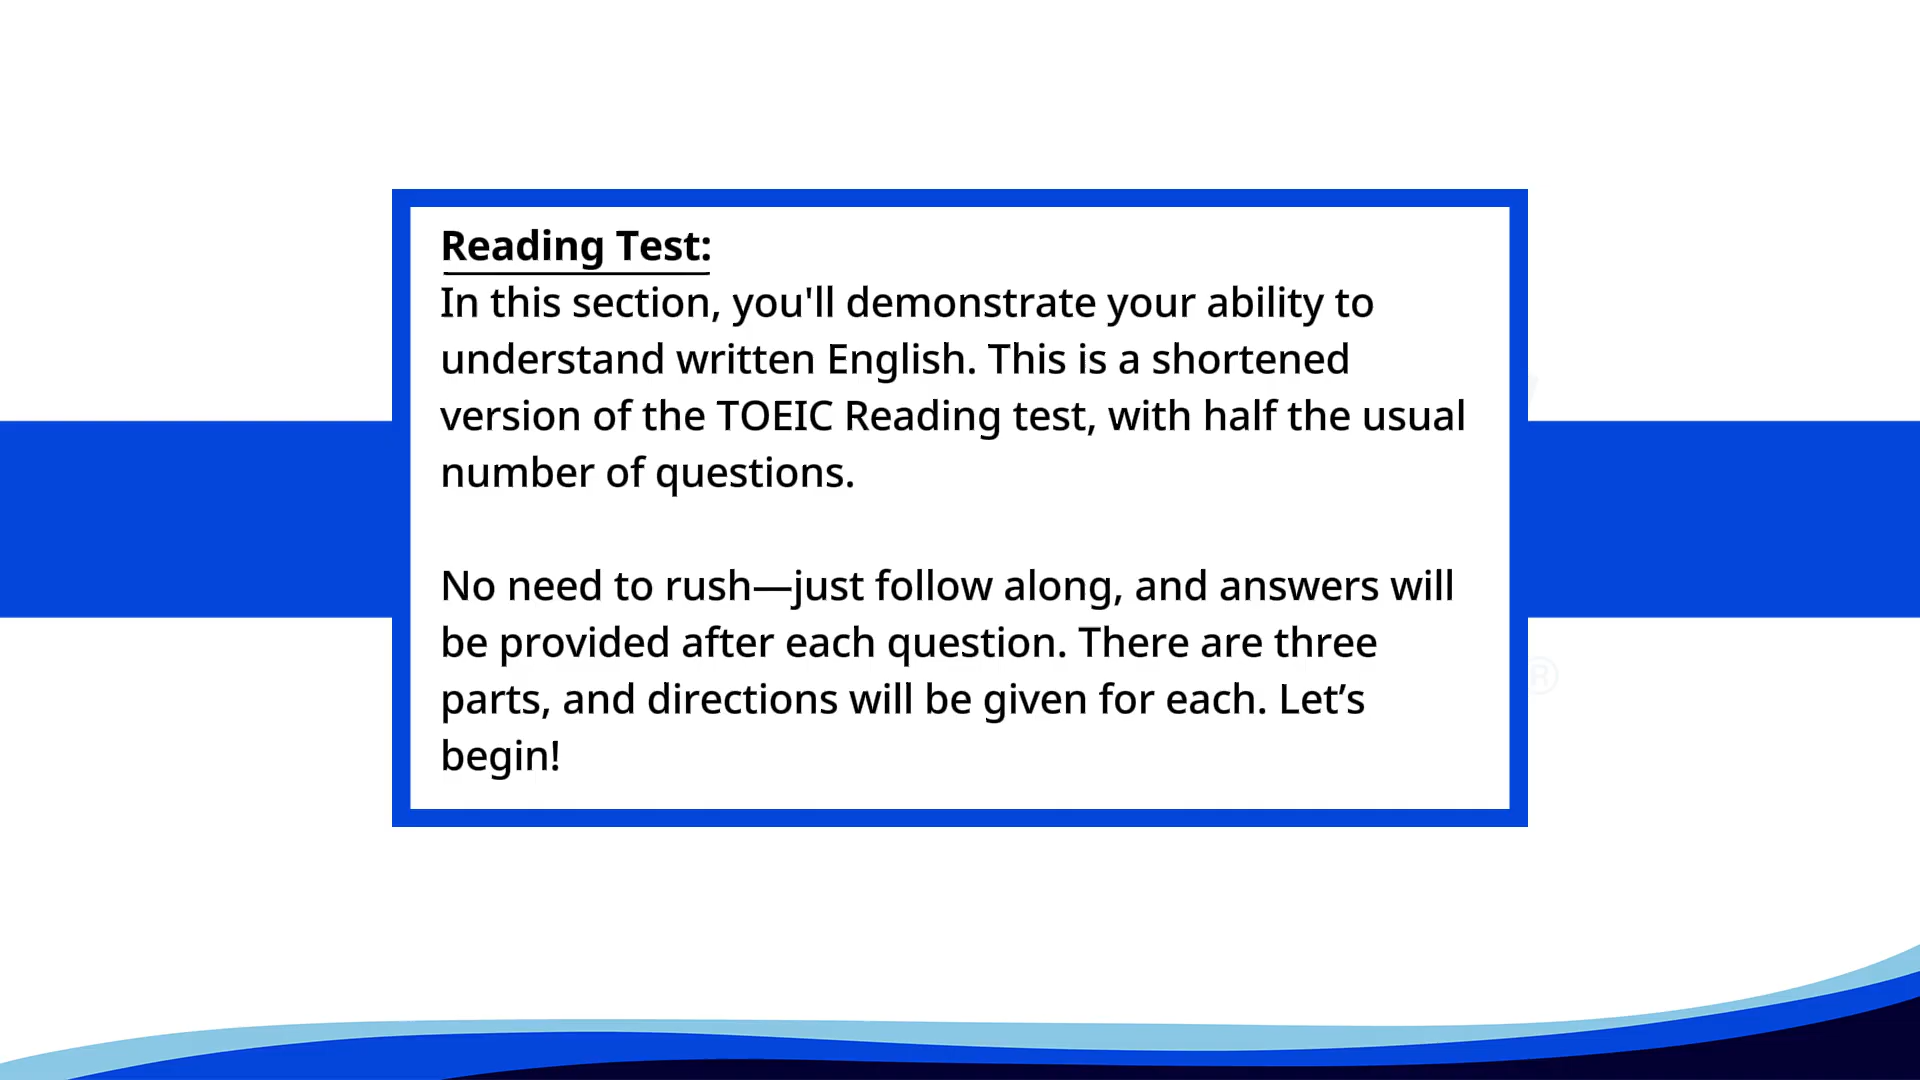 Reading Test:
In this section, you'll demonstrate your ability to
understand written English. This is a shortened
version of the TOEIC Reading test, with half the usual
number of questions.
No need to rush—just follow along, and answers will
be provided after each question. There are three
parts, and directions will be given for each. Let’s
begin!
®